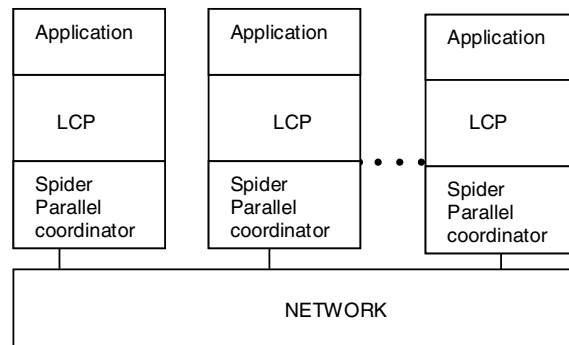 Application
LCP
Spider
Parallel
coordinator
Application
LCP
Spider
Parallel
coordinator
Application
LCP
Spider
Parallel
coordinator
NETWORK